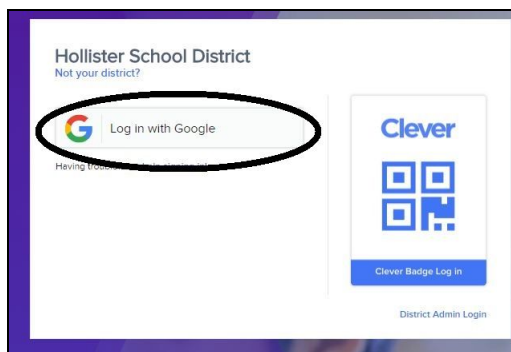 Hollister School District
Not your district?
Log in with Google
Having
Clever
Clever Badge Log in
District Admin Login